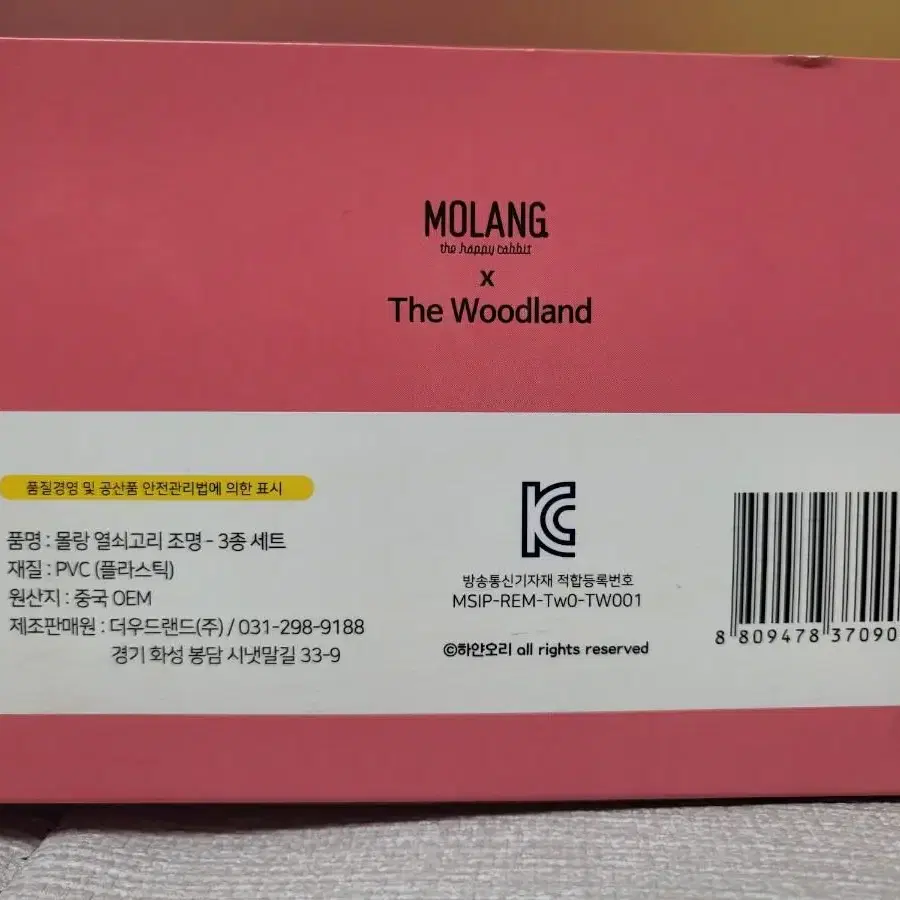 MOLANG
the happy rabbit
x
The Woodland
품질경영 및 공산품 안전관리법에 의한 표시
품명 : 몰랑 열쇠고리 조명 - 3종 세트
재질 : PVC (플라스틱)
원산지 : 중국 OEM
제조판매원 : 더우드랜드(주) / 031-298-9188
경기 화성 봉담 시냇말길 33-9
KC
방송통신기자재 적합등록번호
MSIP-REM-Tw0-TW001
©하얀오리 all rights reserved
8 809478 37090